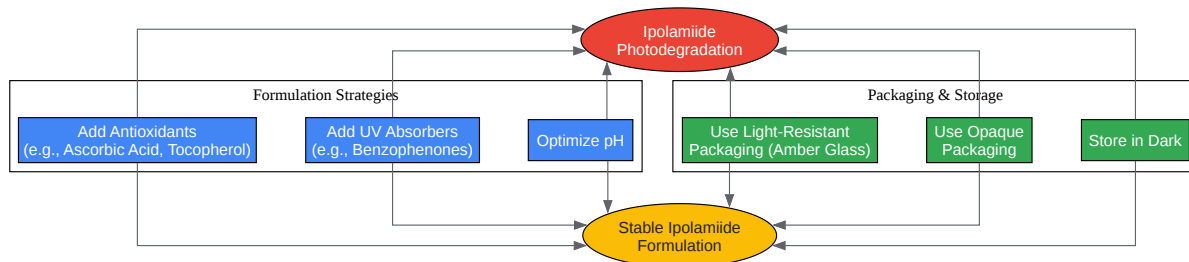 Ipolamiide
Photodegradation
Formulation Strategies
Packaging & Storage
Add Antioxidants
(e.g., Ascorbic Acid, Tocopherol)
Add UV Absorbers
(e.g., Benzophenones)
Optimize pH
Use Light-Resistant
Packaging (Amber Glass)
Use Opaque
Packaging
Store in Dark
Stable Ipolamiide
Formulation